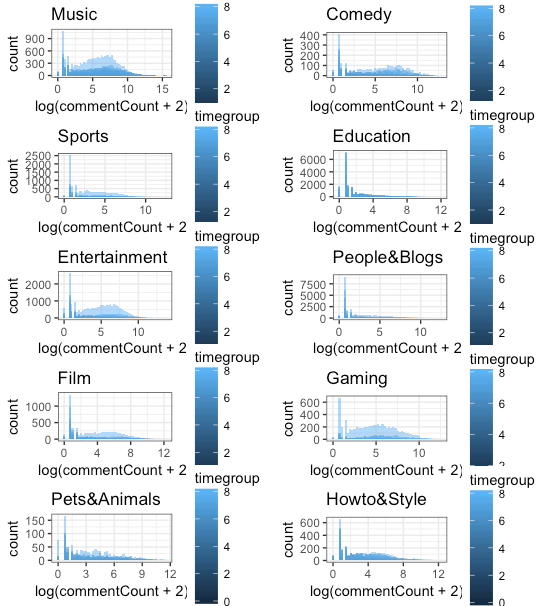 Music
count
900
600
300
0
0 5 10 15
log(commentCount + 2)
8
6
4
2
Comedy
count
400
300
200
100
0
0 5 10
log(commentCount + 2)
8
6
4
2
Sports
count
2500
2000
1500
1000
500
0
0 5 10
log(commentCount + 2
timegroup
8
6
4
2
Education
count
6000
4000
2000
0
0 4 8 12
log(commentCount + 2
timegroup
8
6
4
2
Entertainment
count
2000
1000
0
0 5 10
log(commentCount + 2
timegroup
8
6
4
2
People&Blogs
count
7500
5000
2500
0
0 5 10
log(commentCount + 2
timegroup
8
6
4
2
Film
count
1000
500
0
0 4 8 12
log(commentCount + 2
timegroup
8
6
4
2
Gaming
count
600
400
200
0
0 5 10
log(commentCount + 2
timegroup
8
6
4
2
Pets&Animals
count
150
100
50
0
0 3 6 9 12
log(commentCount + 2
timegroup
8
6
4
2
0
Howto&Style
count
600
400
200
0
0 4 8 12
log(commentCount + 2
timegroup
8
6
4
2
0